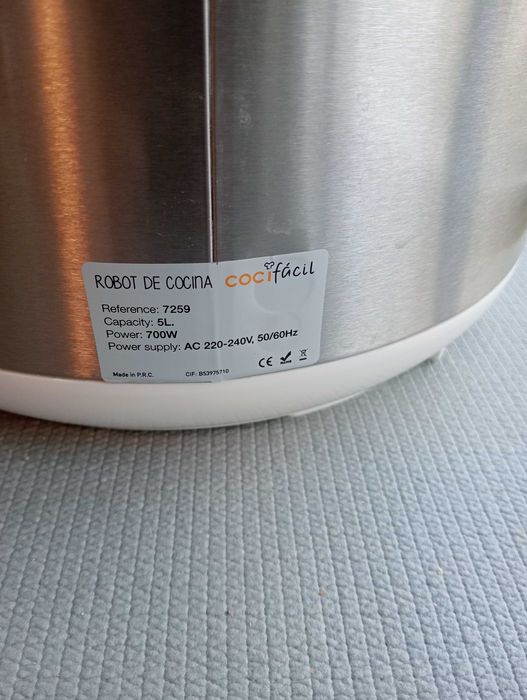 ROBOT DE COCINA cocifácil
Reference: 7259
Capacity: 5L.
Power: 700W
Power supply: AC 220-240V, 50/60Hz
CE
Made in P.R.C. CIF: B53975710